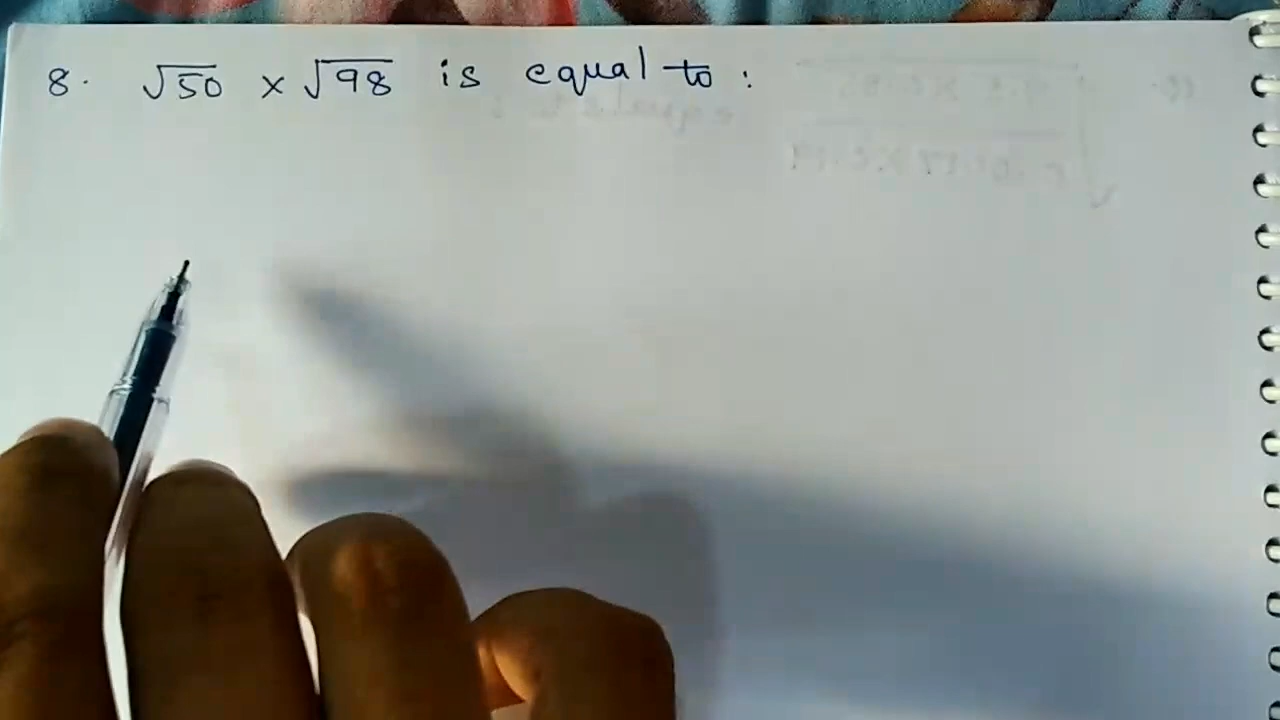 8. √50 × √98 is equal to :